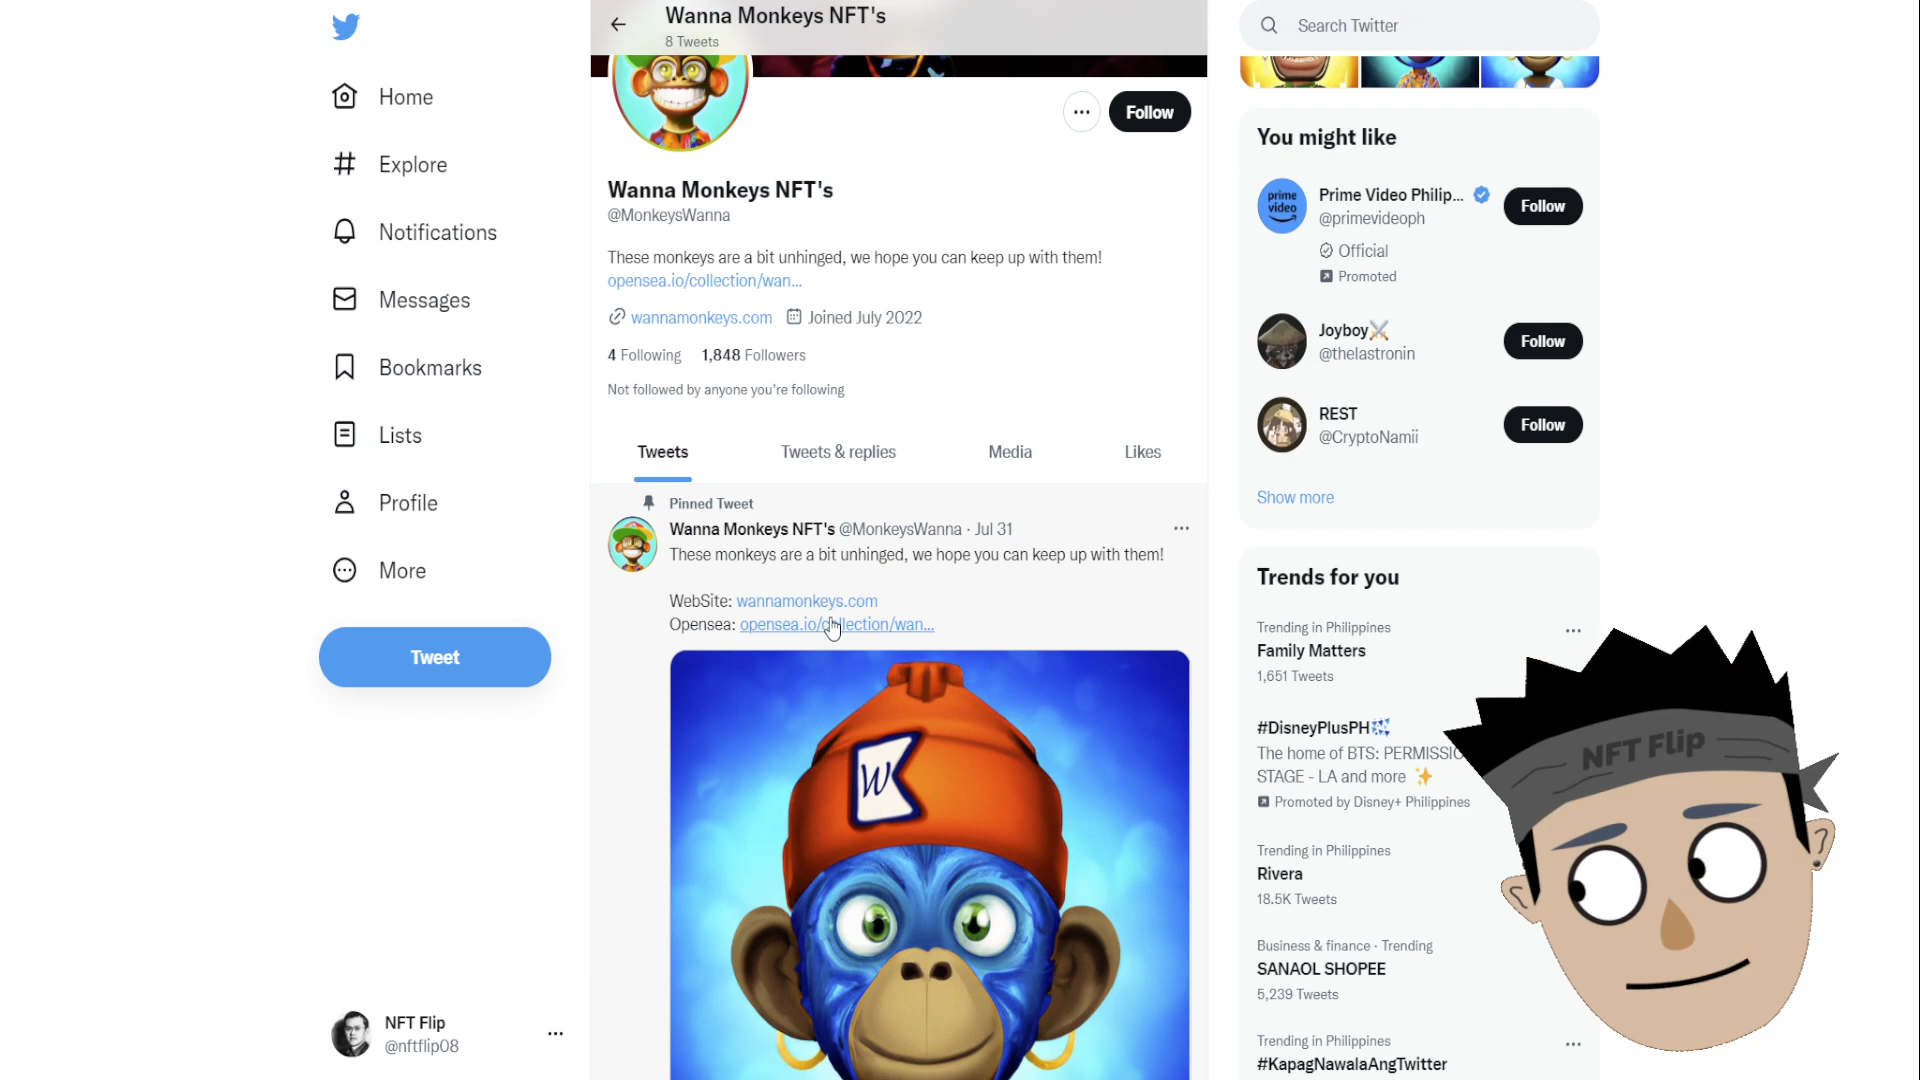 Home
Explore
Notifications
Messages
Bookmarks
Lists
Profile
More
Tweet
NFT Flip
@nftflip08
Wanna Monkeys NFT's
8 Tweets
Follow
Wanna Monkeys NFT's
@MonkeysWanna
These monkeys are a bit unhinged, we hope you can keep up with them!
opensea.io/collection/wan...
wannamonkeys.com Joined July 2022
4 Following 1,848 Followers
Not followed by anyone you're following
Tweets Tweets & replies Media Likes
Pinned Tweet
Wanna Monkeys NFT's @MonkeysWanna · Jul 31
These monkeys are a bit unhinged, we hope you can keep up with them!
WebSite: wannamonkeys.com
Opensea: opensea.io/collection/wan...
W
Search Twitter
You might like
prime
video
Prime Video Philip...
@primevideoph
Official
Promoted
Follow
Joyboy⚔️
@thelastronin
Follow
REST
@CryptoNamii
Follow
Show more
Trends for you
Trending in Philippines
Family Matters
1,651 Tweets
#DisneyPlusPH
The home of BTS: PERMISSIO
STAGE - LA and more ✨
Promoted by Disney+ Philippines
Trending in Philippines
Rivera
18.5K Tweets
Business & finance · Trending
SANAOL SHOPEE
5,239 Tweets
Trending in Philippines
#KapagNawalaAngTwitter
NFT Flip